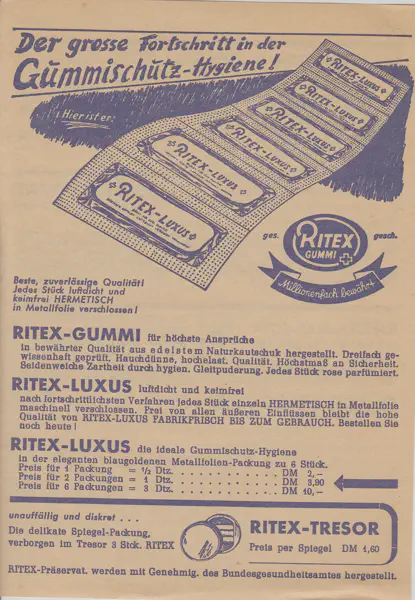 Der grosse Fortschritt in der
Gummischutz-Hygiene!
Hier ist er:
RITEX-LUXUS
RITEX-LUXUS
RITEX-LUXUS
RITEX-LUXUS
RITEX-LUXUS
ges. RITEX gesch.
GUMMI
Millionenfach bewährt
Beste, zuverlässige Qualität!
Jedes Stück luftdicht und
keimfrei HERMETISCH
in Metallfolie verschlossen!
RITEX-GUMMI für höchste Ansprüche
in bewährter Qualität aus edelstem Naturkautschuk hergestellt. Dreifach ge-
wissenhaft geprüft. Hauchdünne, hochelast. Qualität. Höchstmaß an Sicherheit.
Seidenweiche Zartheit durch hygien. Gleitpuderung. Jedes Stück rose parfümiert.
RITEX-LUXUS luftdicht und keimfrei
nach fortschrittlichstem Verfahren jedes Stück einzeln HERMETISCH in Metallfolie
maschinell verschlossen. Frei von allen äußeren Einflüssen bleibt die hohe
Qualität von RITEX-LUXUS FABRIKFRISCH BIS ZUM GEBRAUCH. Bestellen Sie
noch heute!
RITEX-LUXUS die ideale Gummischutz-Hygiene
in der eleganten blaugoldenen Metallfolien-Packung zu 6 Stück.
Preis für 1 Packung = ½ Dtz. . . . . . . . . . . . DM 2,–
Preis für 2 Packungen = 1 Dtz. . . . . . . . . . . . DM 3,90
Preis für 6 Packungen = 3 Dtz. . . . . . . . . . . . DM 10,–
unauffällig und diskret . . .
Die delikate Spiegel-Packung,
verborgen im Tresor 3 Stck. RITEX
RITEX-TRESOR
Preis per Spiegel DM 1,60
RITEX-Präservat. werden mit Genehmig. des Bundesgesundheitsamtes hergestellt.